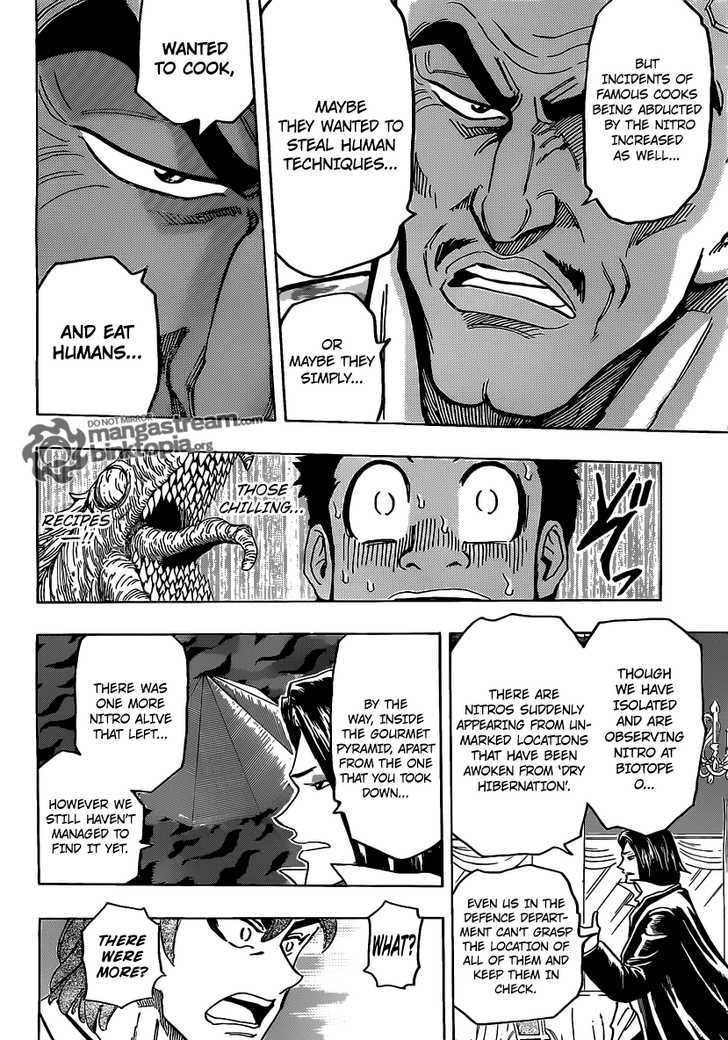 BUT
INCIDENTS OF
FAMOUS COOKS
BEING ABDUCTED
BY THE NITRO
INCREASED
AS WELL...
MAYBE
THEY WANTED TO
STEAL HUMAN
TECHNIQUES...
OR
MAYBE THEY
SIMPLY...
WANTED
TO COOK,
AND EAT
HUMANS...
DO NOT MIRROR
mangastream.com
binktopia.org
THOSE
CHILLING...
RECIPES
!!
THOUGH
WE HAVE
ISOLATED
AND ARE
OBSERVING
NITRO AT
BIOTOPE
0...
THERE ARE
NITROS SUDDENLY
APPEARING FROM UN-
MARKED LOCATIONS
THAT HAVE BEEN
AWOKEN FROM 'DRY
HIBERNATION'.
EVEN US IN THE
DEFENCE DEPART-
MENT CAN'T GRASP
THE LOCATION OF
ALL OF THEM AND
KEEP THEM IN
CHECK.
BY
THE WAY, INSIDE
THE GOURMET
PYRAMID, APART
FROM THE ONE
THAT YOU TOOK
DOWN...
THERE WAS
ONE MORE
NITRO ALIVE
THAT LEFT...
HOWEVER WE
STILL HAVEN'T
MANAGED TO
FIND IT YET.
WHAT?
THERE
WERE
MORE?